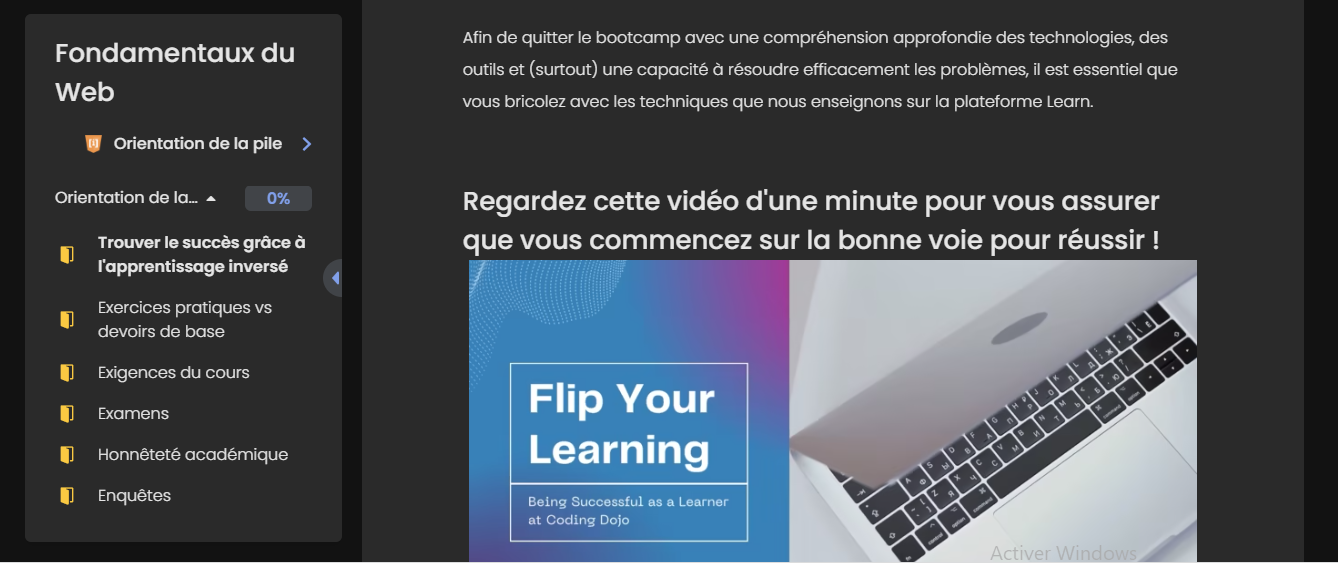 Fondamentaux du
Web
Orientation de la pile
Orientation de la... 0%
Trouver le succès grâce à
l'apprentissage inversé
Exercices pratiques vs
devoirs de base
Exigences du cours
Examens
Honnêteté académique
Enquêtes
Afin de quitter le bootcamp avec une compréhension approfondie des technologies, des
outils et (surtout) une capacité à résoudre efficacement les problèmes, il est essentiel que
vous bricolez avec les techniques que nous enseignons sur la plateforme Learn.
Regardez cette vidéo d'une minute pour vous assurer
que vous commencez sur la bonne voie pour réussir !
Flip Your
Learning
Being Successful as a Learner
at Coding Dojo
Activer Windows